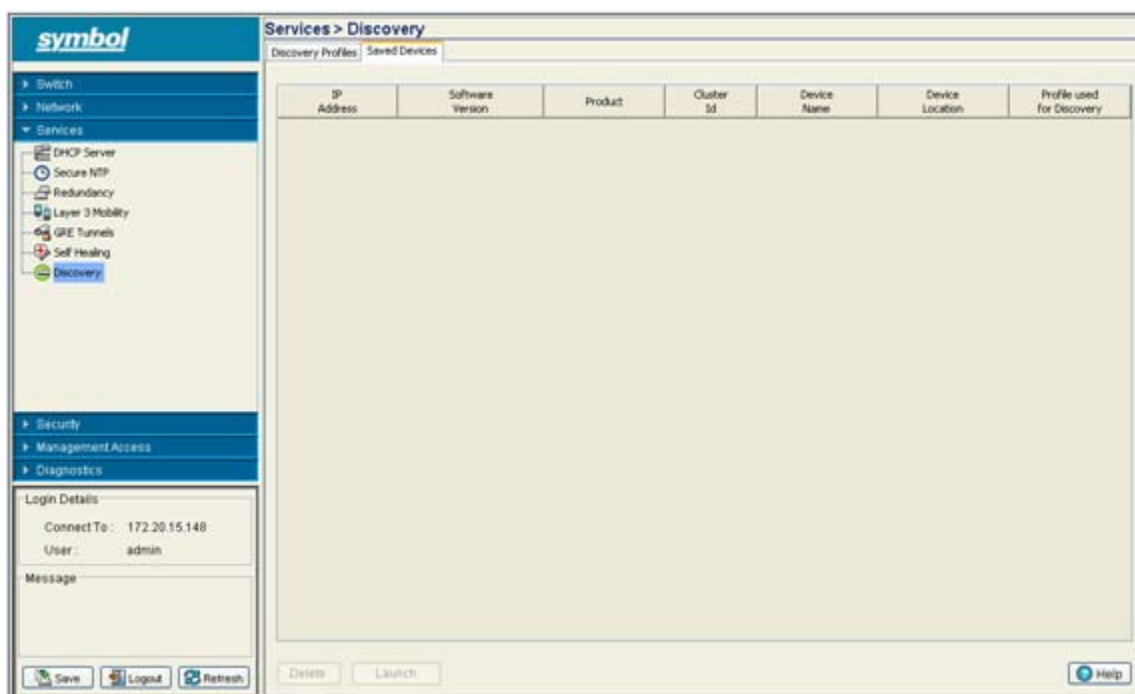 symbol
Services > Discovery
Discovery Profiles Saved Devices
Switch
Network
Services
DHCP Server
Secure NTP
Redundancy
Layer 3 Mobility
GRE Tunnels
Self Healing
Discovery
Security
Management Access
Diagnostics
Login Details
Connect To : 172.20.15.148
User : admin
Message
Save Logout Refresh
IP Address
Software Version
Product
Cluster Id
Device Name
Device Location
Profile used for Discovery
Delete Launch Help